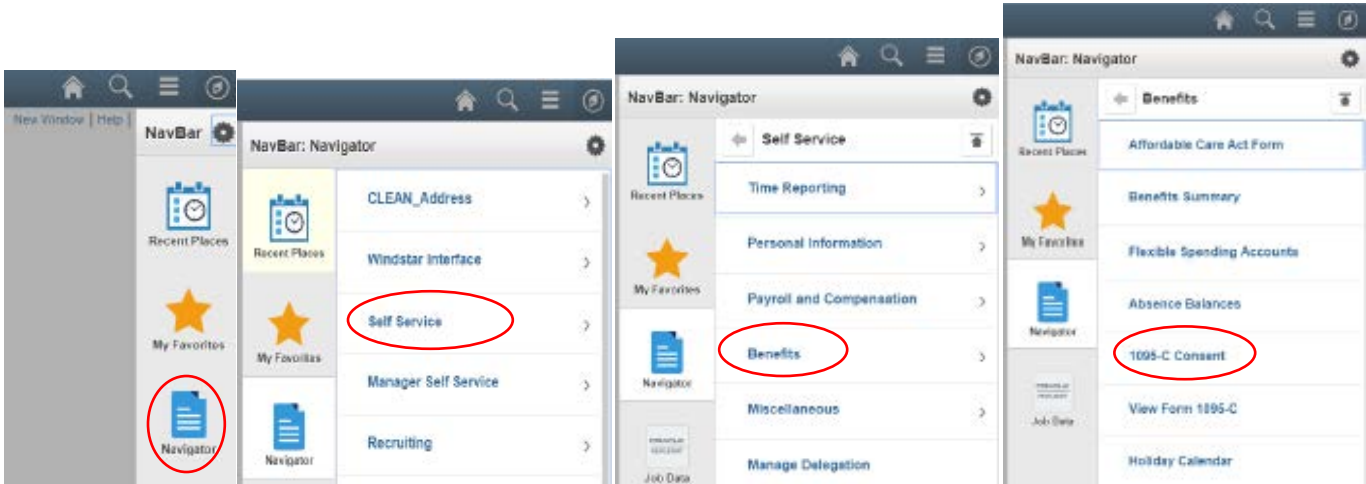 New Window | Help |
NavBar
Recent Places
My Favorites
Navigator
NavBar: Navigator
Recent Places
My Favorites
Navigator
CLEAN_Address
Windstar Interface
Self Service
Manager Self Service
Recruiting
NavBar: Navigator
Recent Places
My Favorites
Navigator
Job Data
Self Service
Time Reporting
Personal Information
Payroll and Compensation
Benefits
Miscellaneous
Manage Delegation
NavBar: Navigator
Recent Places
My Favorites
Navigator
Job Data
Benefits
Affordable Care Act Form
Benefits Summary
Flexible Spending Accounts
Absence Balances
1095-C Consent
View Form 1095-C
Holiday Calendar